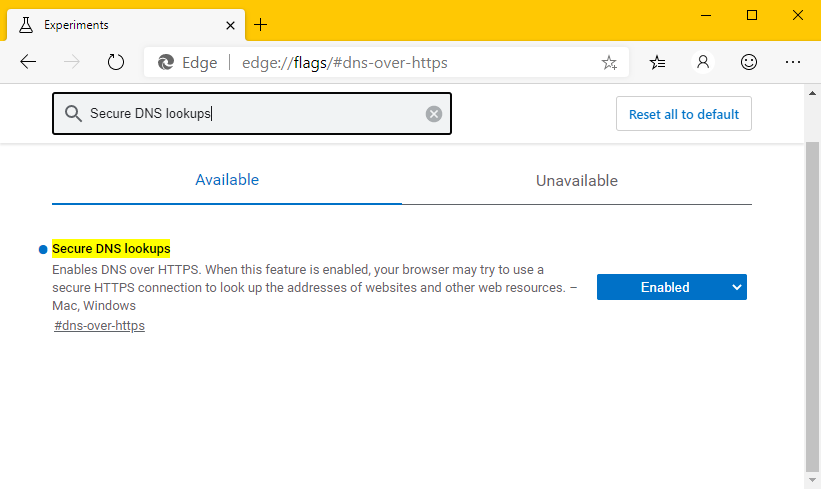 Experiments
Edge edge://flags/#dns-over-https
Secure DNS lookups
Reset all to default
Available
Unavailable
Secure DNS lookups
Enables DNS over HTTPS. When this feature is enabled, your browser may try to use a
secure HTTPS connection to look up the addresses of websites and other web resources. –
Mac, Windows
Enabled
#dns-over-https